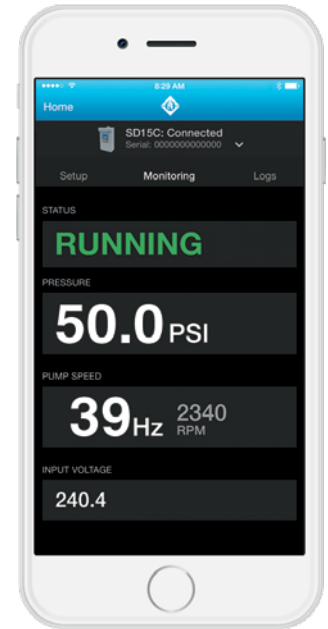 8:29 AM
Home
SD15C: Connected
Serial: 0000000000000
Setup Monitoring Logs
STATUS
RUNNING
PRESSURE
50.0 PSI
PUMP SPEED
39Hz 2340 RPM
INPUT VOLTAGE
240.4